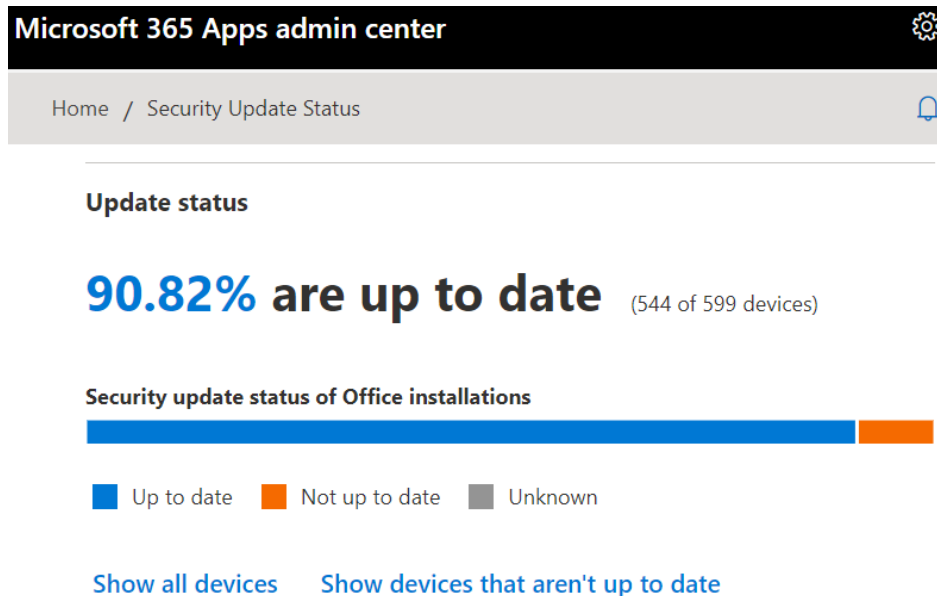 Microsoft 365 Apps admin center
Home / Security Update Status
Update status
90.82% are up to date (544 of 599 devices)
Security update status of Office installations
Up to date Not up to date Unknown
Show all devices Show devices that aren't up to date